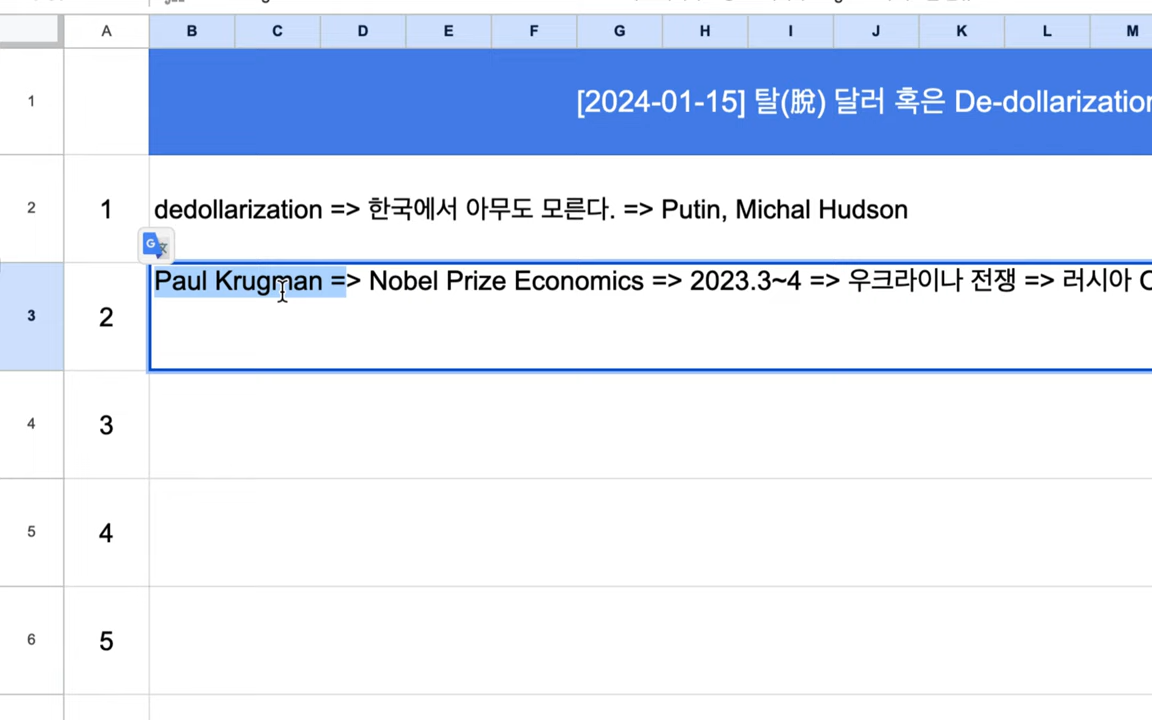 A B C D E F G H I J K L M
1 [2024-01-15] 탈(脫) 달러 혹은 De-dollarization
2 1 dedollarization => 한국에서 아무도 모른다. => Putin, Michal Hudson
3 2 Paul Krugman => Nobel Prize Economics => 2023.3~4 => 우크라이나 전쟁 => 러시아
4 3
5 4
6 5